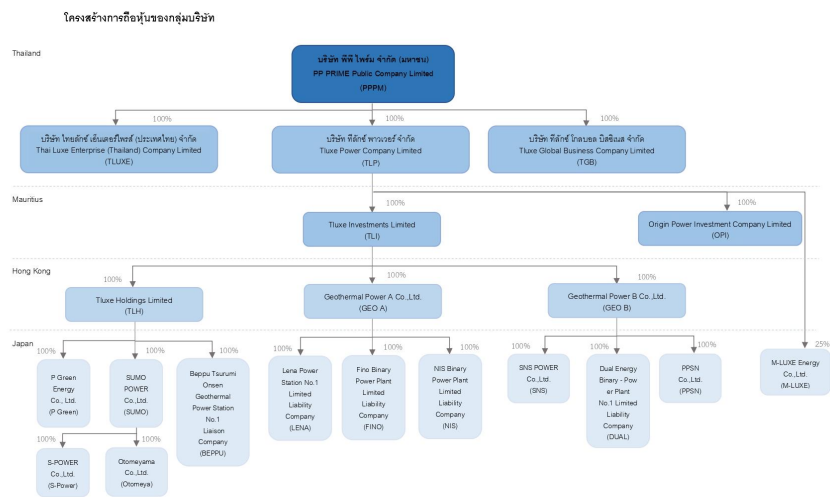 โครงสร้างการถือหุ้นของกลุ่มบริษัท
Thailand
บริษัท พีพี ไพร์ม จำกัด (มหาชน)
PP PRIME Public Company Limited
(PPPM)
100%
100%
100%
บริษัท ไทยลักซ์ เอ็นเตอร์ไพรส์ (ประเทศไทย) จำกัด
Thai Luxe Enterprise (Thailand) Company Limited
(TLUXE)
บริษัท ทีลักซ์ พาวเวอร์ จำกัด
Tluxe Power Company Limited
(TLP)
บริษัท ทีลักซ์ โกลบอล บิสซิเนส จำกัด
Tluxe Global Business Company Limited
(TGB)
Mauritius
100%
100%
Tluxe Investments Limited
(TLI)
Origin Power Investment Company Limited
(OPI)
Hong Kong
100%
100%
100%
Tluxe Holdings Limited
(TLH)
Geothermal Power A Co.,Ltd.
(GEO A)
Geothermal Power B Co.,Ltd.
(GEO B)
Japan
100%
100%
100%
100%
100%
100%
100%
100%
100%
25%
P Green
Energy
Co., Ltd.
(P Green)
SUMO
POWER
Co.,Ltd.
(SUMO)
Beppu Tsurumi
Onsen
Geothermal
Power Station
No.1
Liaison
Company
(BEPPU)
Lena Power
Station No.1
Limited
Liability
Company
(LENA)
Fino Binary
Power Plant
Limited
Liability
Company
(FINO)
NIS Binary
Power Plant
Limited
Liability
Company
(NIS)
SNS POWER
Co.,Ltd.
(SNS)
Dual Energy
Binary - Pow
er Plant
No.1 Limited
Liability
Company
(DUAL)
PPSN
Co.,Ltd.
(PPSN)
M-LUXE Energy
Co.,Ltd.
(M-LUXE)
100%
100%
S-POWER
Co.,Ltd.
(S-Power)
Otomeyama
Co.,Ltd.
(Otomeya)